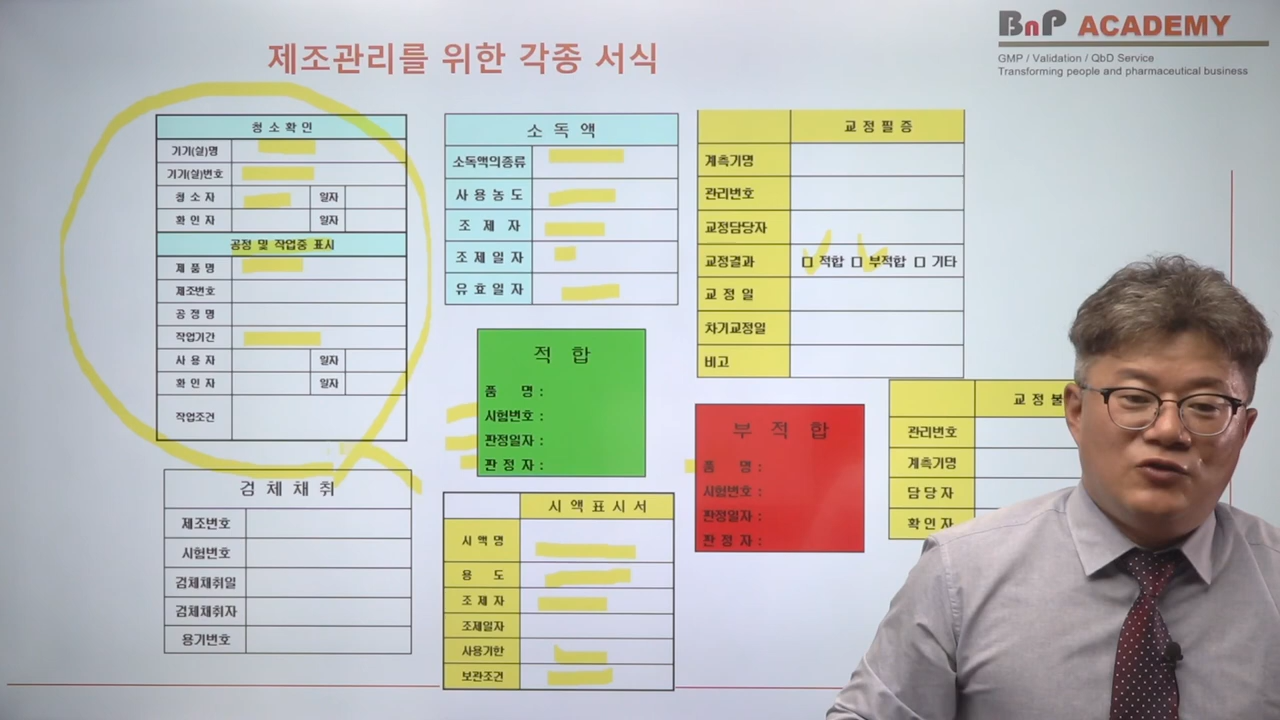 BnP ACADEMY
GMP / Validation / QbD Service
Transforming people and pharmaceutical business
제조관리를 위한 각종 서식
청소확인
기기(실)명
기기(실)번호
청 소 자 일자
확 인 자 일자
공정 및 작업중 표시
제 품 명
제조번호
공 정 명
작업기간
사 용 자 일자
확 인 자 일자
작업조건
검 체 채 취
제조번호
시험번호
검체채취일
검체채취자
용기번호
소 독 액
소독액의종류
사 용 농 도
조 제 자
조 제 일 자
유 효 일 자
적 합
품 명 :
시험번호 :
판정일자 :
판 정 자 :
시 액 표 시 서
시 액 명
용 도
조 제 자
조제일자
사용기한
보관조건
교 정 필 증
계측기명
관리번호
교정담당자
교정결과 □ 적합 □ 부적합 □ 기타
교 정 일
차기교정일
비고
부 적 합
품 명 :
시험번호 :
판정일자 :
판 정 자 :
교 정 불
관리번호
계측기명
담 당 자
확 인 자